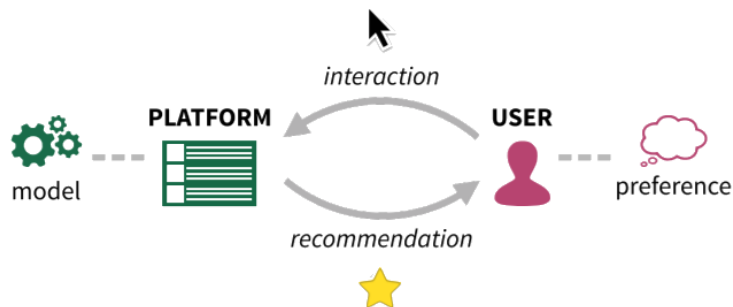 interaction
PLATFORM
USER
model
preference
recommendation